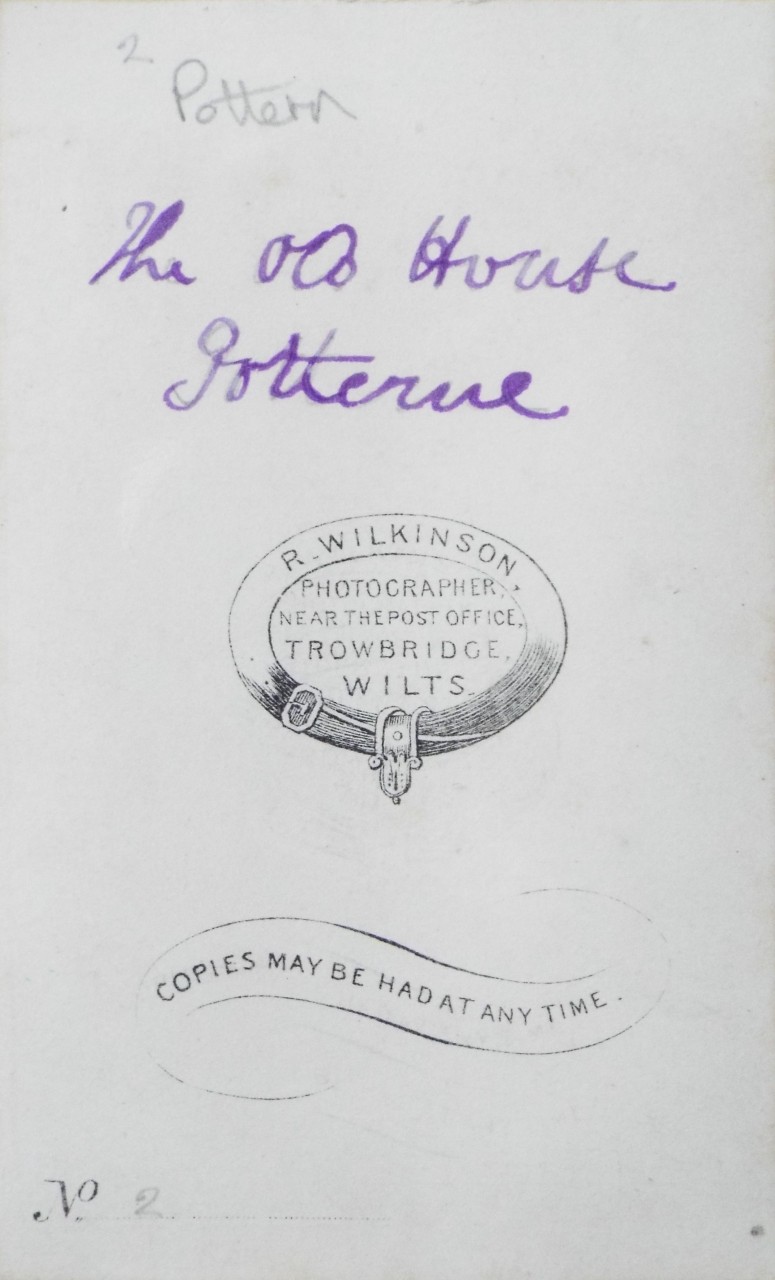 2
Pottern
The old House
Potterne
R. WILKINSON,
PHOTOGRAPHER,
NEAR THE POST OFFICE,
TROWBRIDGE,
WILTS.
COPIES MAY BE HAD AT ANY TIME.
No. 2